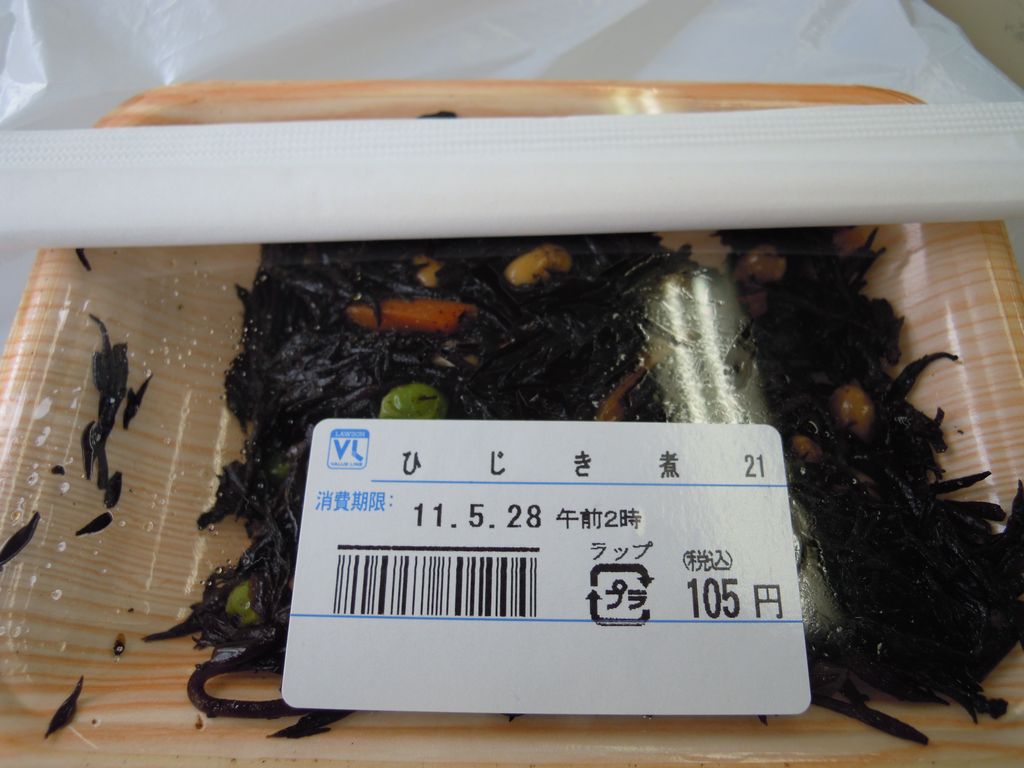 LAWSON
VL
VALUE LINE
ひじき煮 21
消費期限: 11.5.28 午前2時
ラップ
プラ
(税込)
105円